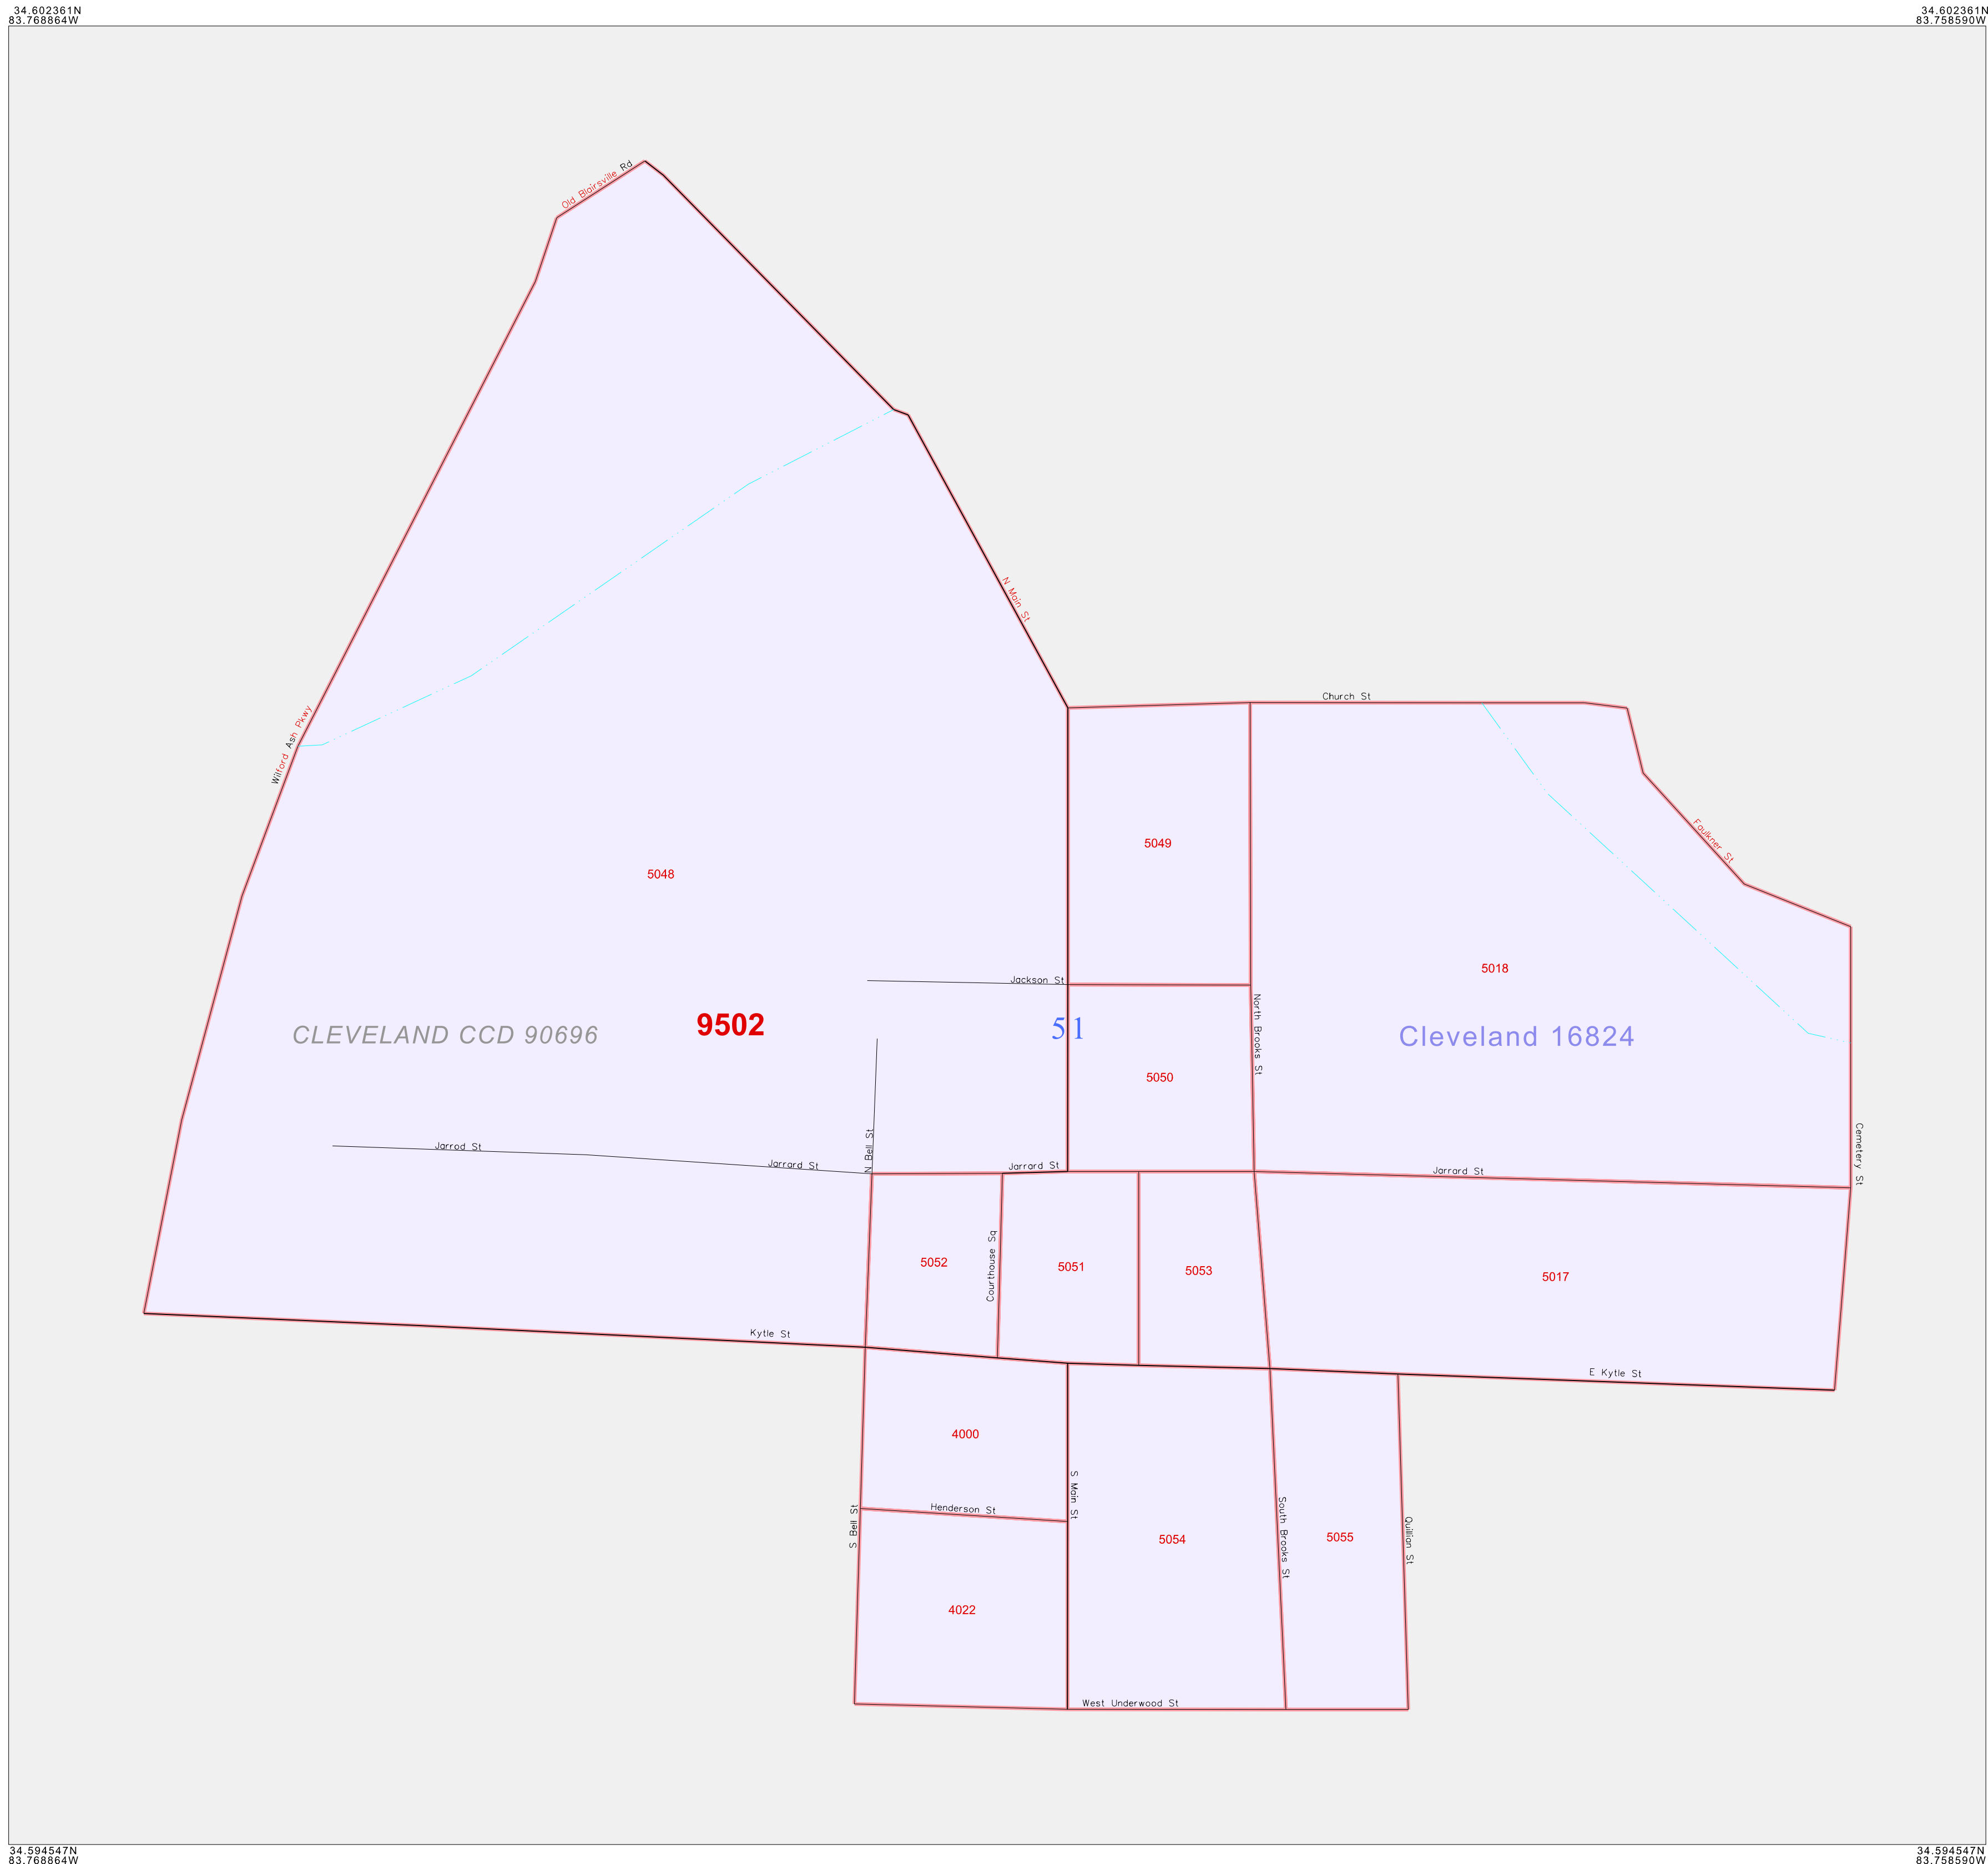 34.602361N
83.768864W
34.602361N
83.758590W
Old Blairsville Rd
N Main St
Church St
Wilford Ash Pkwy
Faulkner St
5049
5048
5018
Jackson St
North Brooks St
9502
51
CLEVELAND CCD 90696
Cleveland 16824
5050
Cemetery St
N Bell St
Jarrod St
Jarrard St
Jarrard St
Jarrard St
Courthouse Sq
5052
5051
5053
5017
Kytle St
E Kytle St
4000
S Main St
Henderson St
S Bell St
South Brooks St
Quillian St
5054
5055
4022
West Underwood St
34.594547N
83.768864W
34.594547N
83.758590W